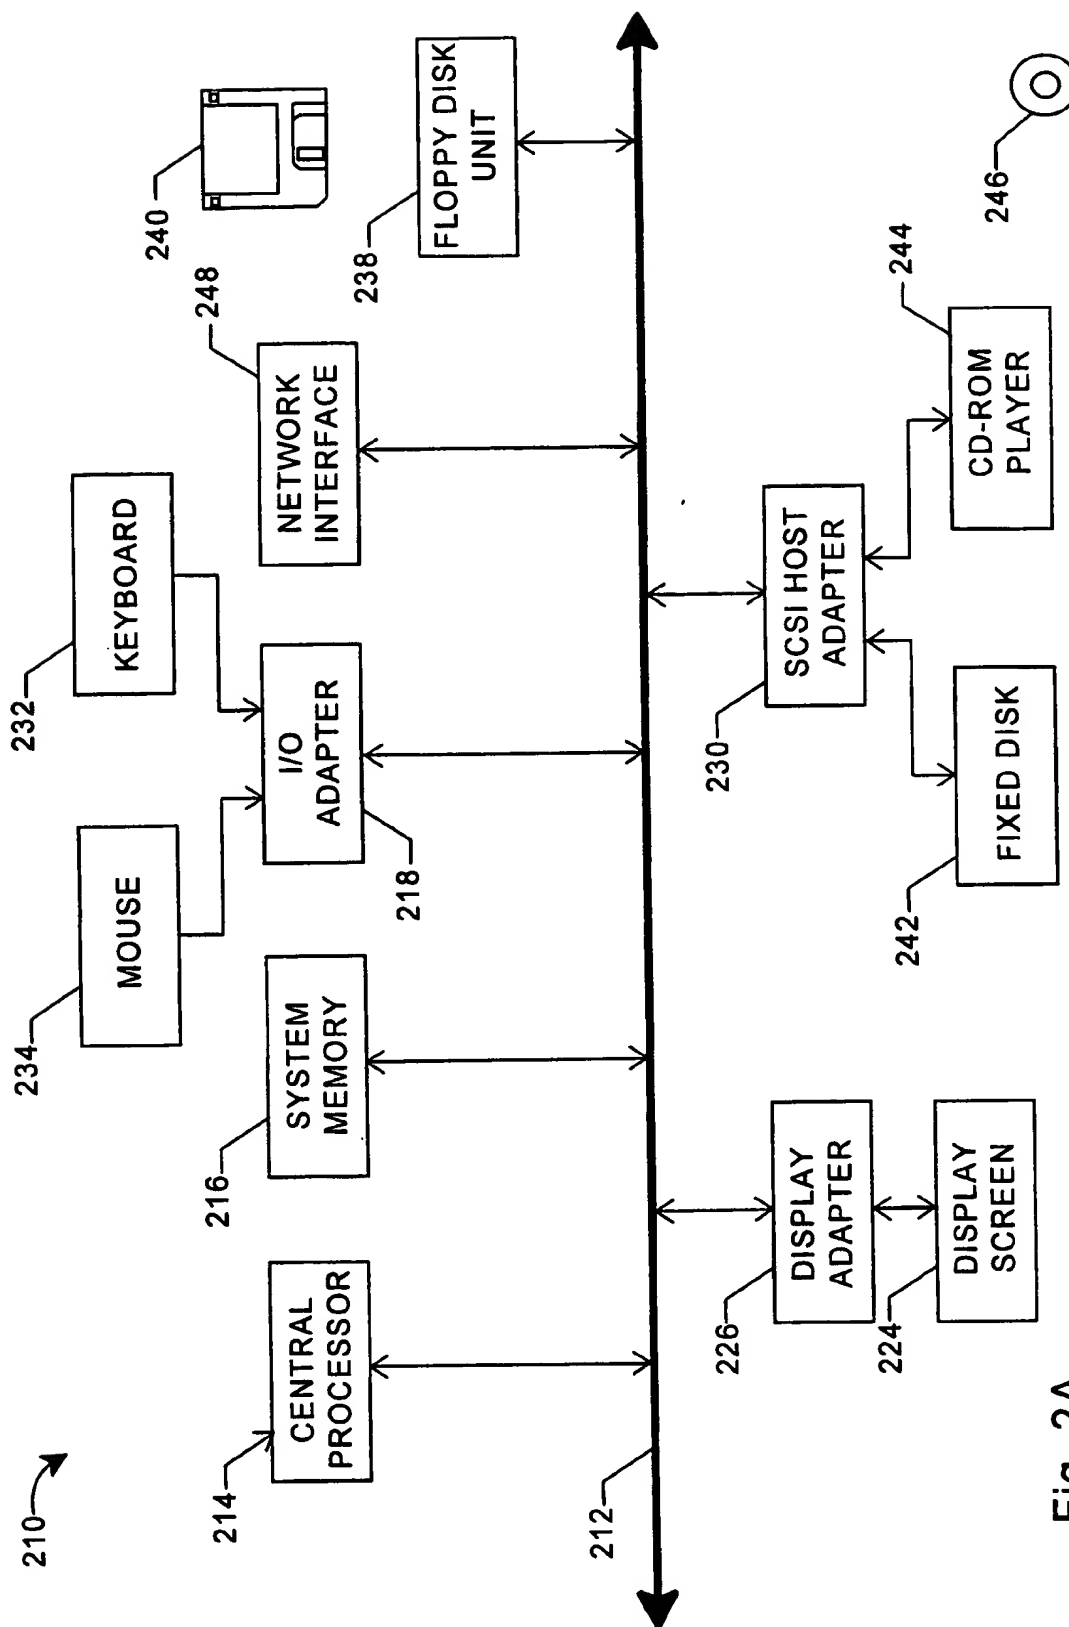 210
234
MOUSE
232
KEYBOARD
240
214
CENTRAL
PROCESSOR
216
SYSTEM
MEMORY
I/O
ADAPTER
218
248
NETWORK
INTERFACE
238
FLOPPY DISK
UNIT
212
226
DISPLAY
ADAPTER
224
DISPLAY
SCREEN
230
SCSI HOST
ADAPTER
242
FIXED DISK
244
CD-ROM
PLAYER
246
Fig. 2A